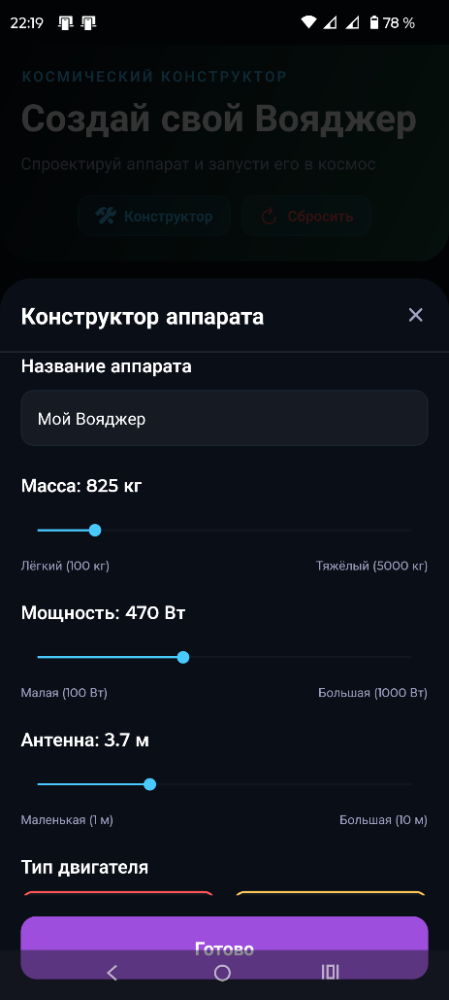 22:19
78 %
КОСМИЧЕСКИЙ КОНСТРУКТОР
Создай свой Вояджер
Спроектируй аппарат и запусти его в космос
Конструктор
Сбросить
Конструктор аппарата
Название аппарата
Мой Вояджер
Масса: 825 кг
Лёгкий (100 кг)
Тяжёлый (5000 кг)
Мощность: 470 Вт
Малая (100 Вт)
Большая (1000 Вт)
Антенна: 3.7 м
Маленькая (1 м)
Большая (10 м)
Тип двигателя
Готово